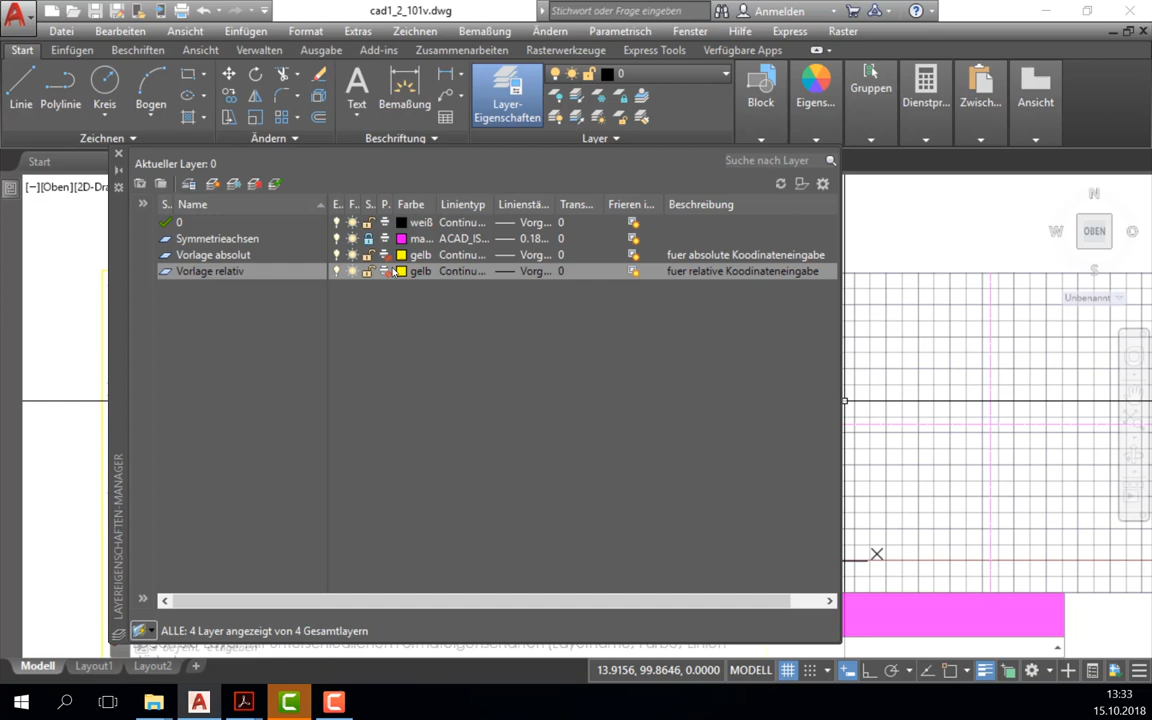 cad1_2_101v.dwg
Stichwort oder Frage eingeben
Anmelden
Datei Bearbeiten Ansicht Einfügen Format Extras Zeichnen Bemaßung Ändern Parametrisch Fenster Hilfe Express Raster
Start Einfügen Beschriften Ansicht Verwalten Ausgabe Add-ins Zusammenarbeiten Rasterwerkzeuge Express Tools Verfügbare Apps
0
Linie Polylinie Kreis Bogen
Text Bemaßung
Layer-
Eigenschaften
Block Eigens... Gruppen Dienstpr... Zwisch... Ansicht
Zeichnen Ändern Beschriftung Layer
Start
Aktueller Layer: 0
Suche nach Layer
[−][Oben][2D-Dra
S.. Name E.. F.. S.. P. Farbe Linientyp Linienstä... Trans... Frieren i... Beschreibung
0 weiß Continu... Vorg... 0
Symmetrieachsen ma... ACAD_IS... 0.18... 0
Vorlage absolut gelb Continu... Vorg... 0 fuer absolute Koodinateneingabe
Vorlage relativ gelb Continu... Vorg... 0 fuer relative Koodinateneingabe
N
W OBEN O
S
Unbenannt
X
LAYEREIGENSCHAFTEN-MANAGER
ALLE: 4 Layer angezeigt von 4 Gesamtlayern
Modell Layout1 Layout2 +
13.9156, 99.8646, 0.0000 MODELL
13:33
15.10.2018